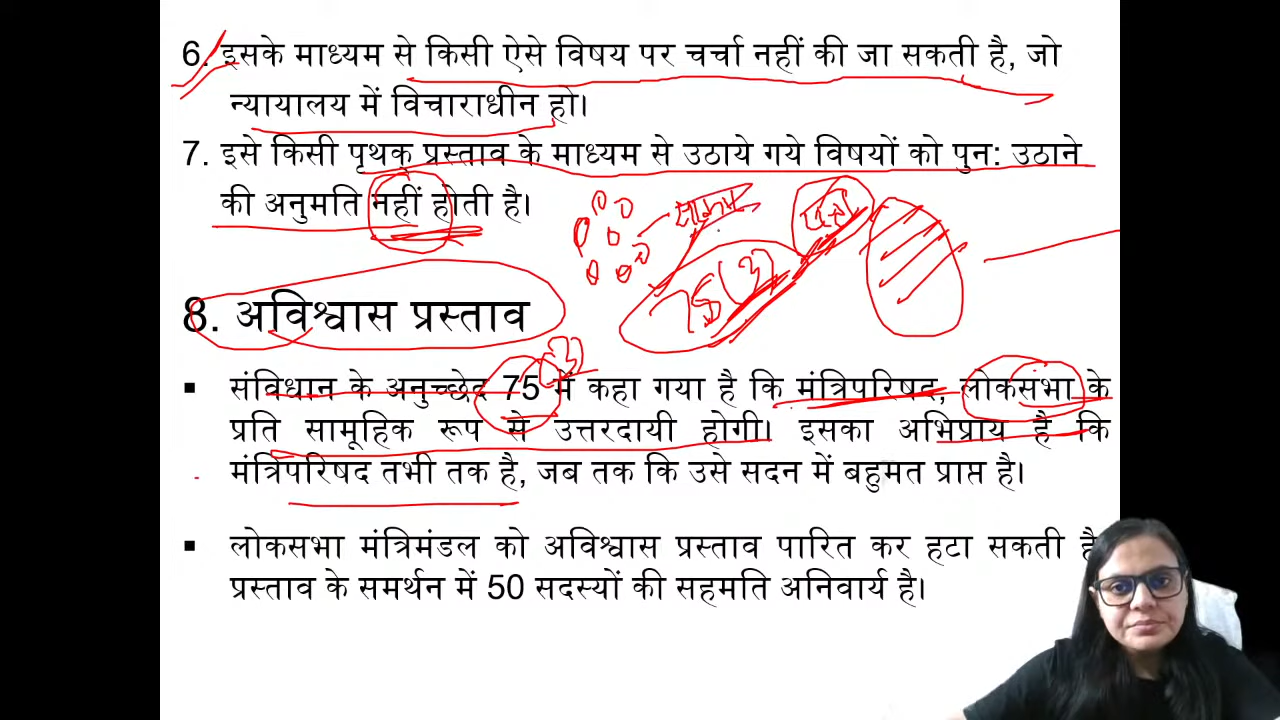 6. इसके माध्यम से किसी ऐसे विषय पर चर्चा नहीं की जा सकती है, जो
न्यायालय में विचाराधीन हो।
7. इसे किसी पृथक् प्रस्ताव के माध्यम से उठाये गये विषयों को पुन: उठाने
की अनुमति नहीं होती है।
75(3)
8. अविश्वास प्रस्ताव
(3)
▪ संविधान के अनुच्छेद 75 में कहा गया है कि मंत्रिपरिषद, लोकसभा के
प्रति सामूहिक रूप से उत्तरदायी होगी। इसका अभिप्राय है कि
मंत्रिपरिषद तभी तक है, जब तक कि उसे सदन में बहुमत प्राप्त है।
▪ लोकसभा मंत्रिमंडल को अविश्वास प्रस्ताव पारित कर हटा सकती है
प्रस्ताव के समर्थन में 50 सदस्यों की सहमति अनिवार्य है।